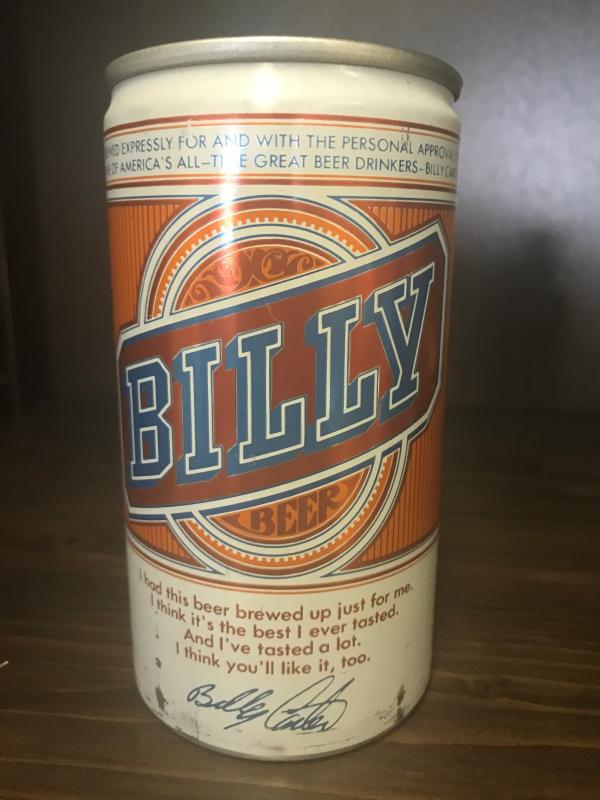 EXPRESSLY FOR AND WITH THE PERSONAL
OF AMERICA'S ALL-TIME GREAT BEER DRINKERS-BILLY
BILLY
BEER
I had this beer brewed up just for me.
I think it's the best I ever tasted.
And I've tasted a lot.
I think you'll like it, too.
Billy Carter